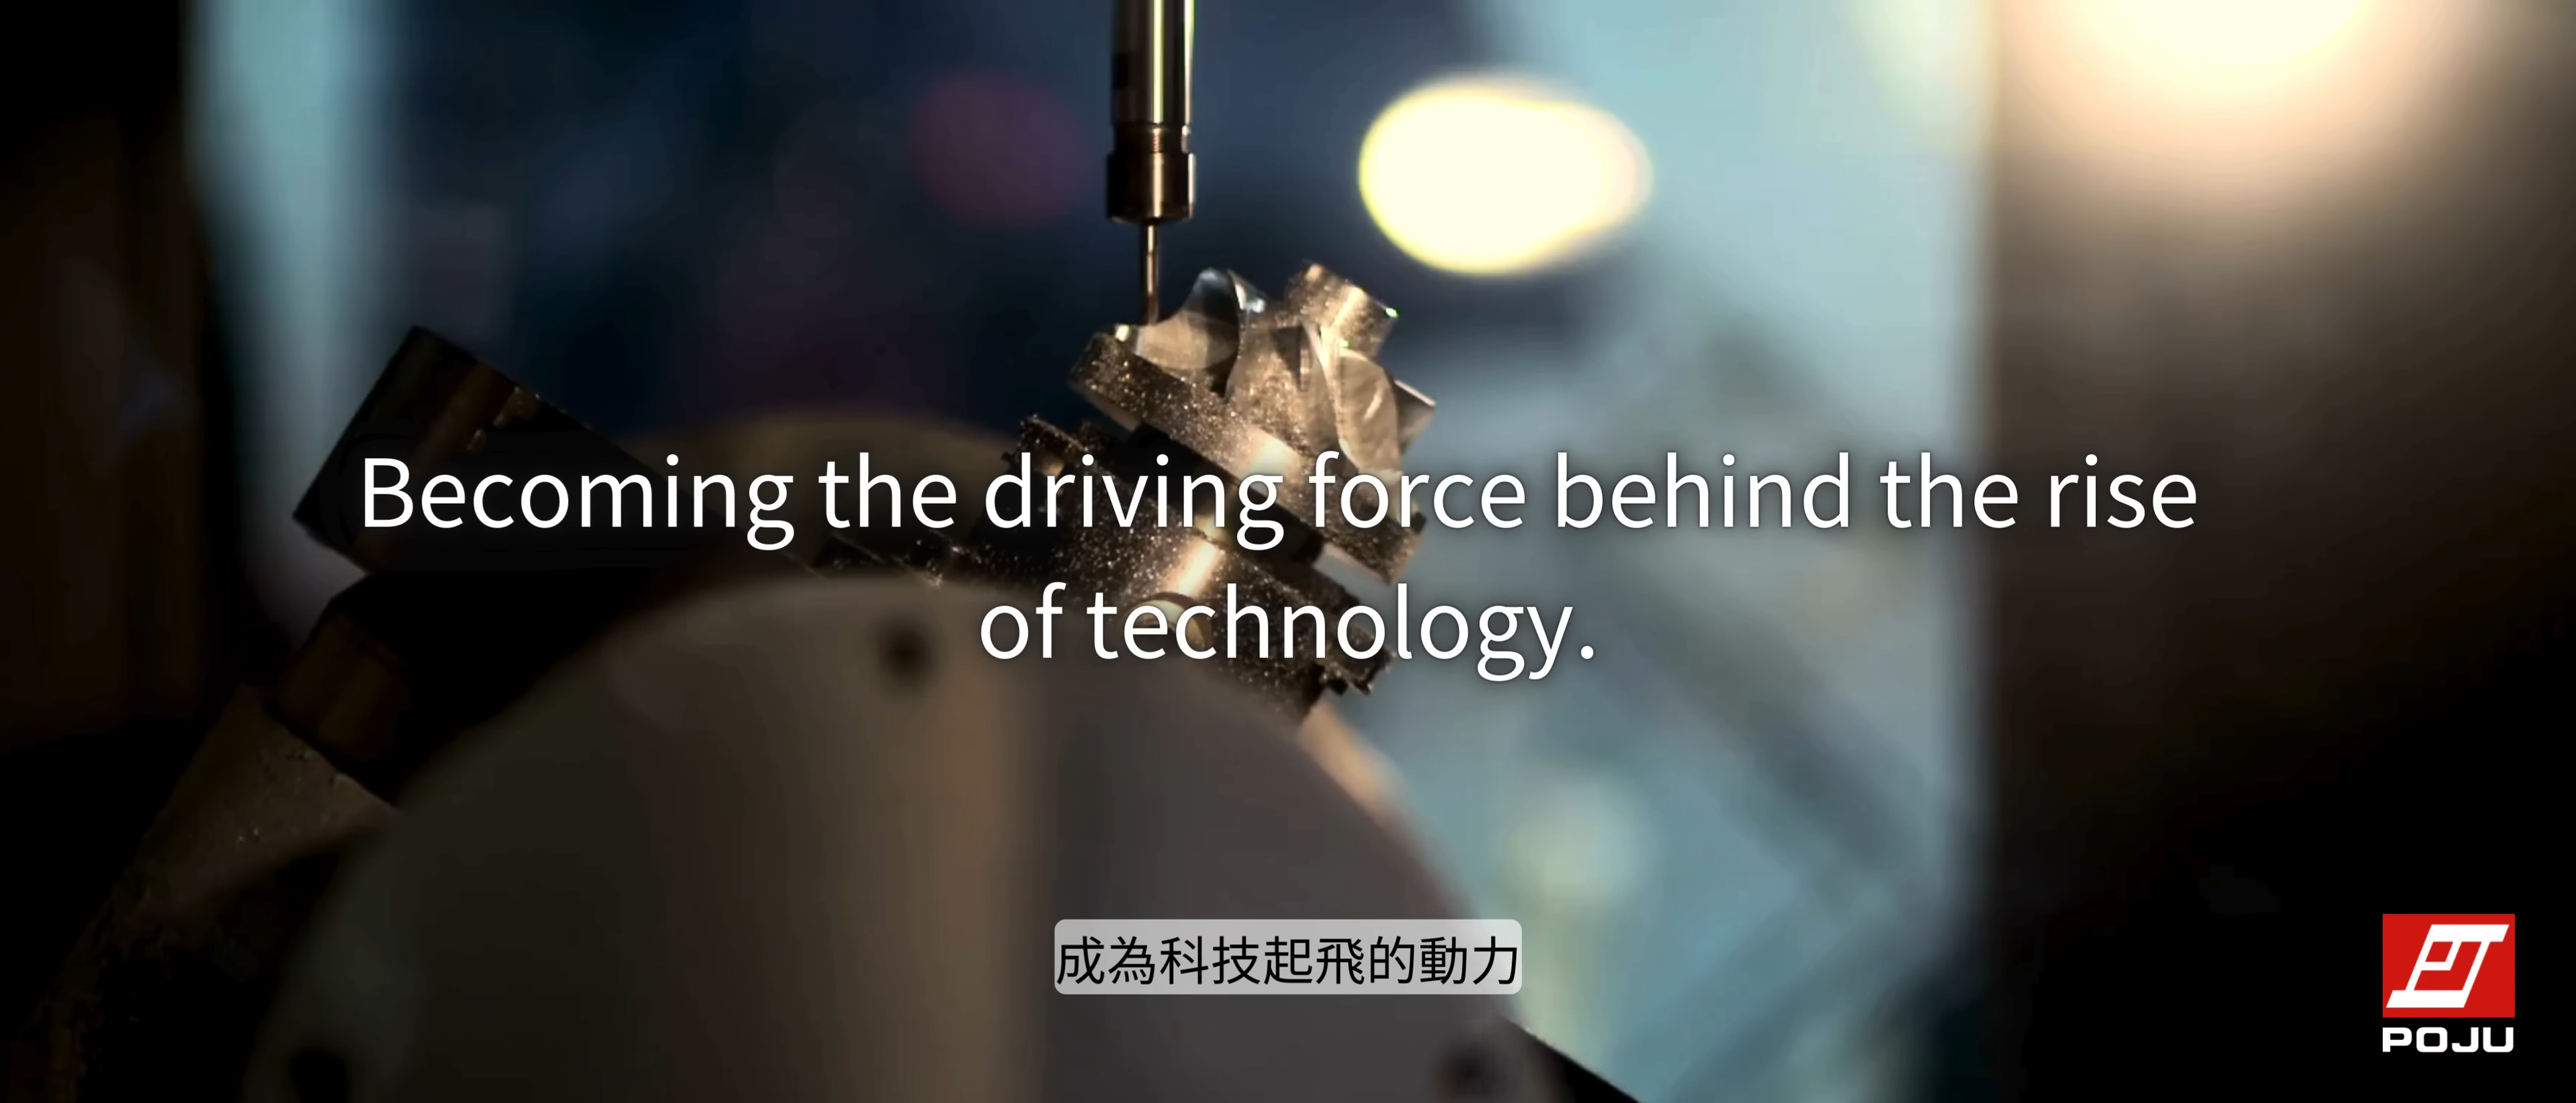 Becoming the driving force behind the rise
of technology.
成為科技起飛的動力
POJU